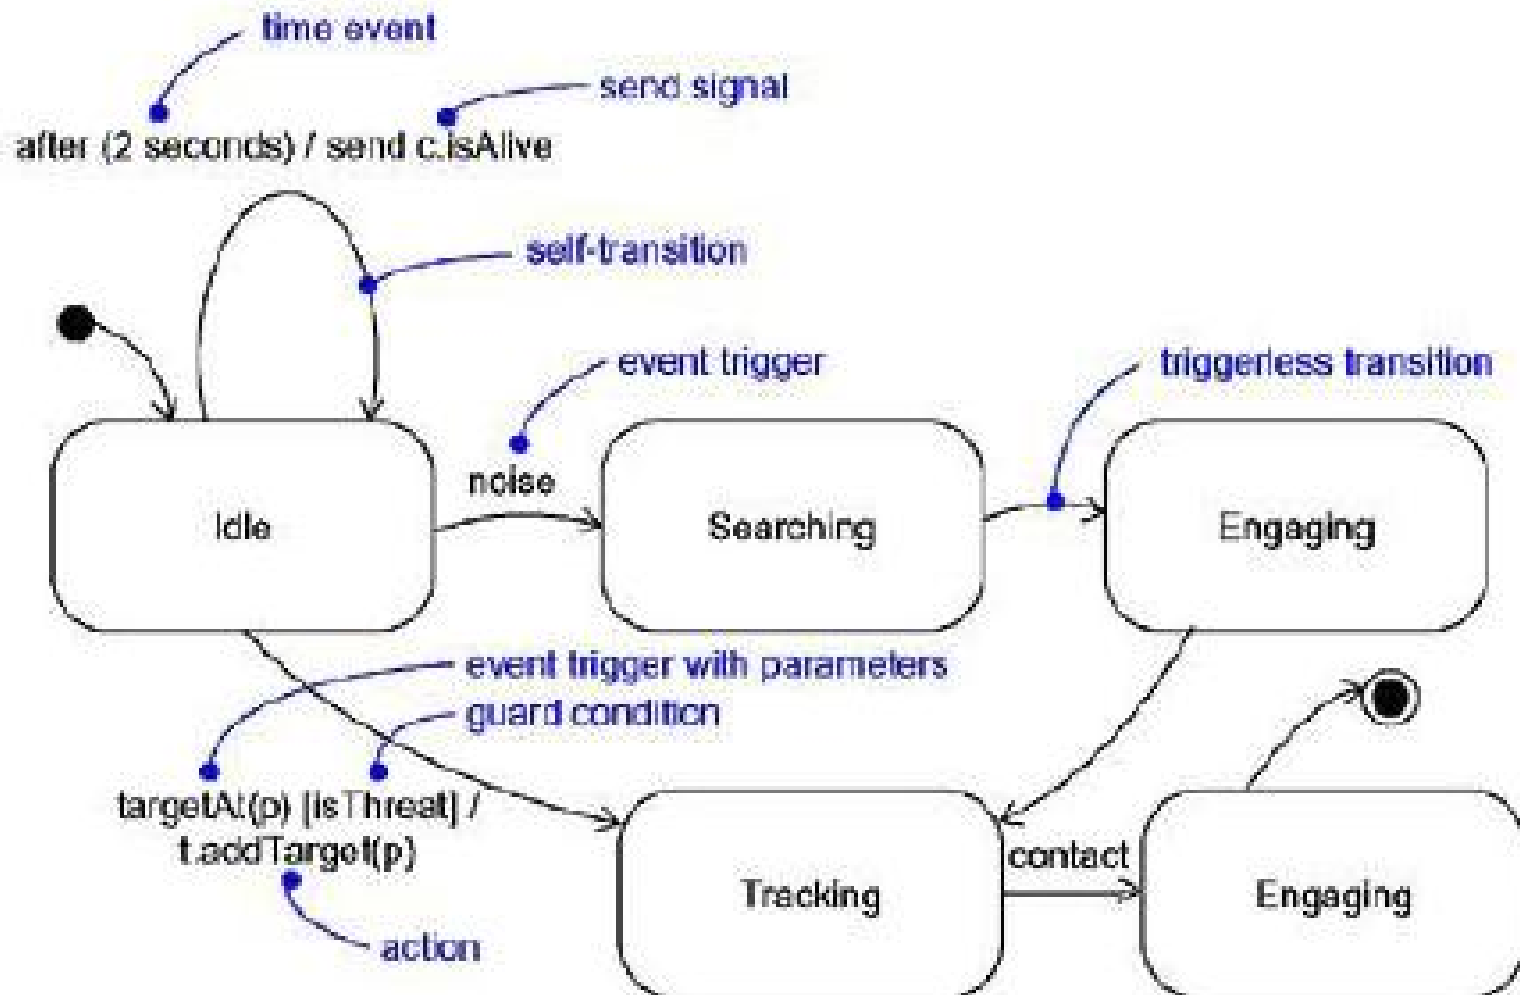 time event
send signal
after (2 seconds) / send c.isAlive
self-transition
event trigger
triggerless transition
noise
Idle
Searching
Engaging
event trigger with parameters
guard condition
targetAt(p) [isThreat] /
t.addTarget(p)
contact
Tracking
Engaging
action